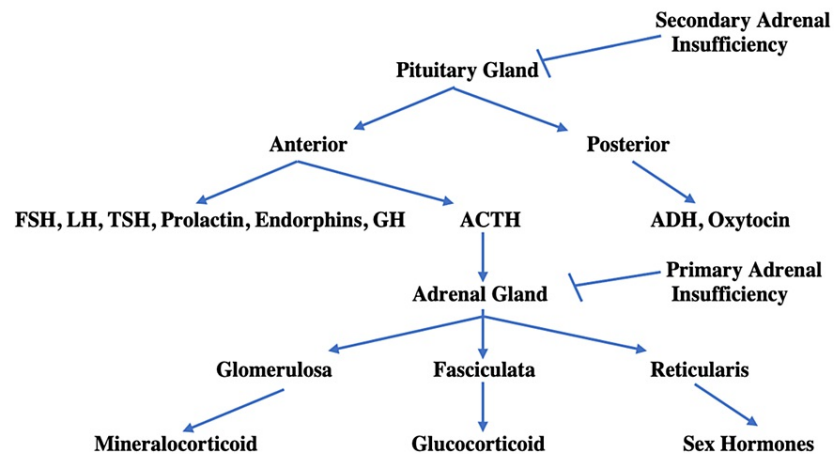 Secondary Adrenal
Insufficiency
Pituitary Gland
Anterior
Posterior
FSH, LH, TSH, Prolactin, Endorphins, GH
ACTH
ADH, Oxytocin
Primary Adrenal
Insufficiency
Adrenal Gland
Glomerulosa
Fasciculata
Reticularis
Mineralocorticoid
Glucocorticoid
Sex Hormones